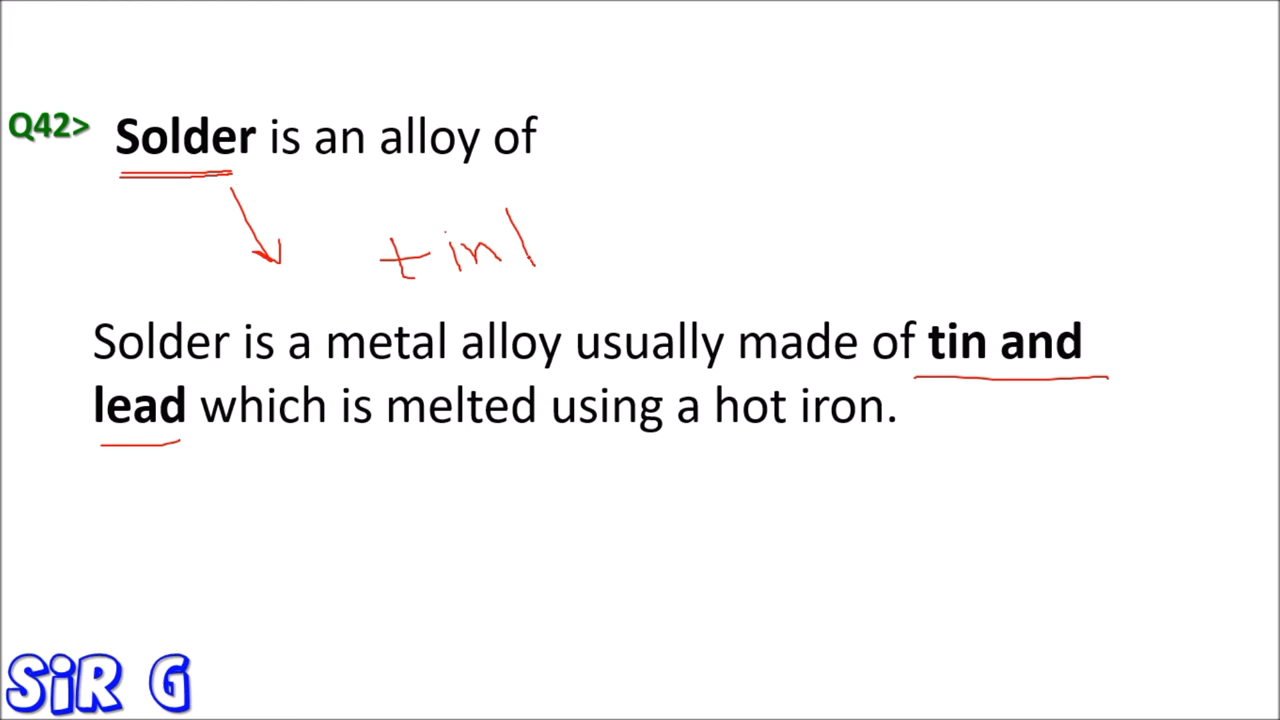 Q42> Solder is an alloy of
tin
Solder is a metal alloy usually made of tin and
lead which is melted using a hot iron.
SiR G